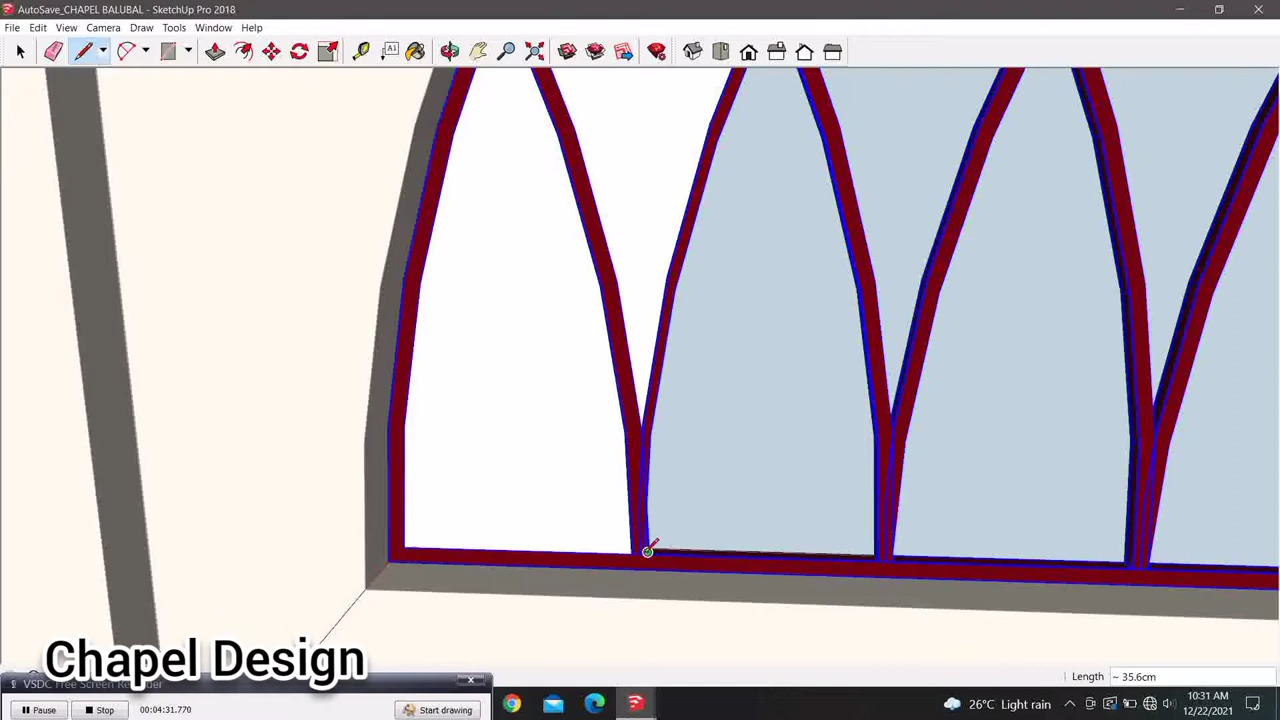 AutoSave_CHAPEL BALUBAL - SketchUp Pro 2018
File Edit View Camera Draw Tools Window Help
A1
Chapel Design
VSDC Free Screen Recorder
Pause Stop 00:04:31.770 Start drawing
Length ~ 35.6cm
26°C Light rain
10:31 AM
12/22/2021